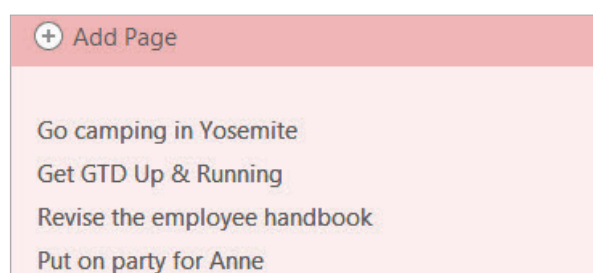 Add Page
Go camping in Yosemite
Get GTD Up & Running
Revise the employee handbook
Put on party for Anne